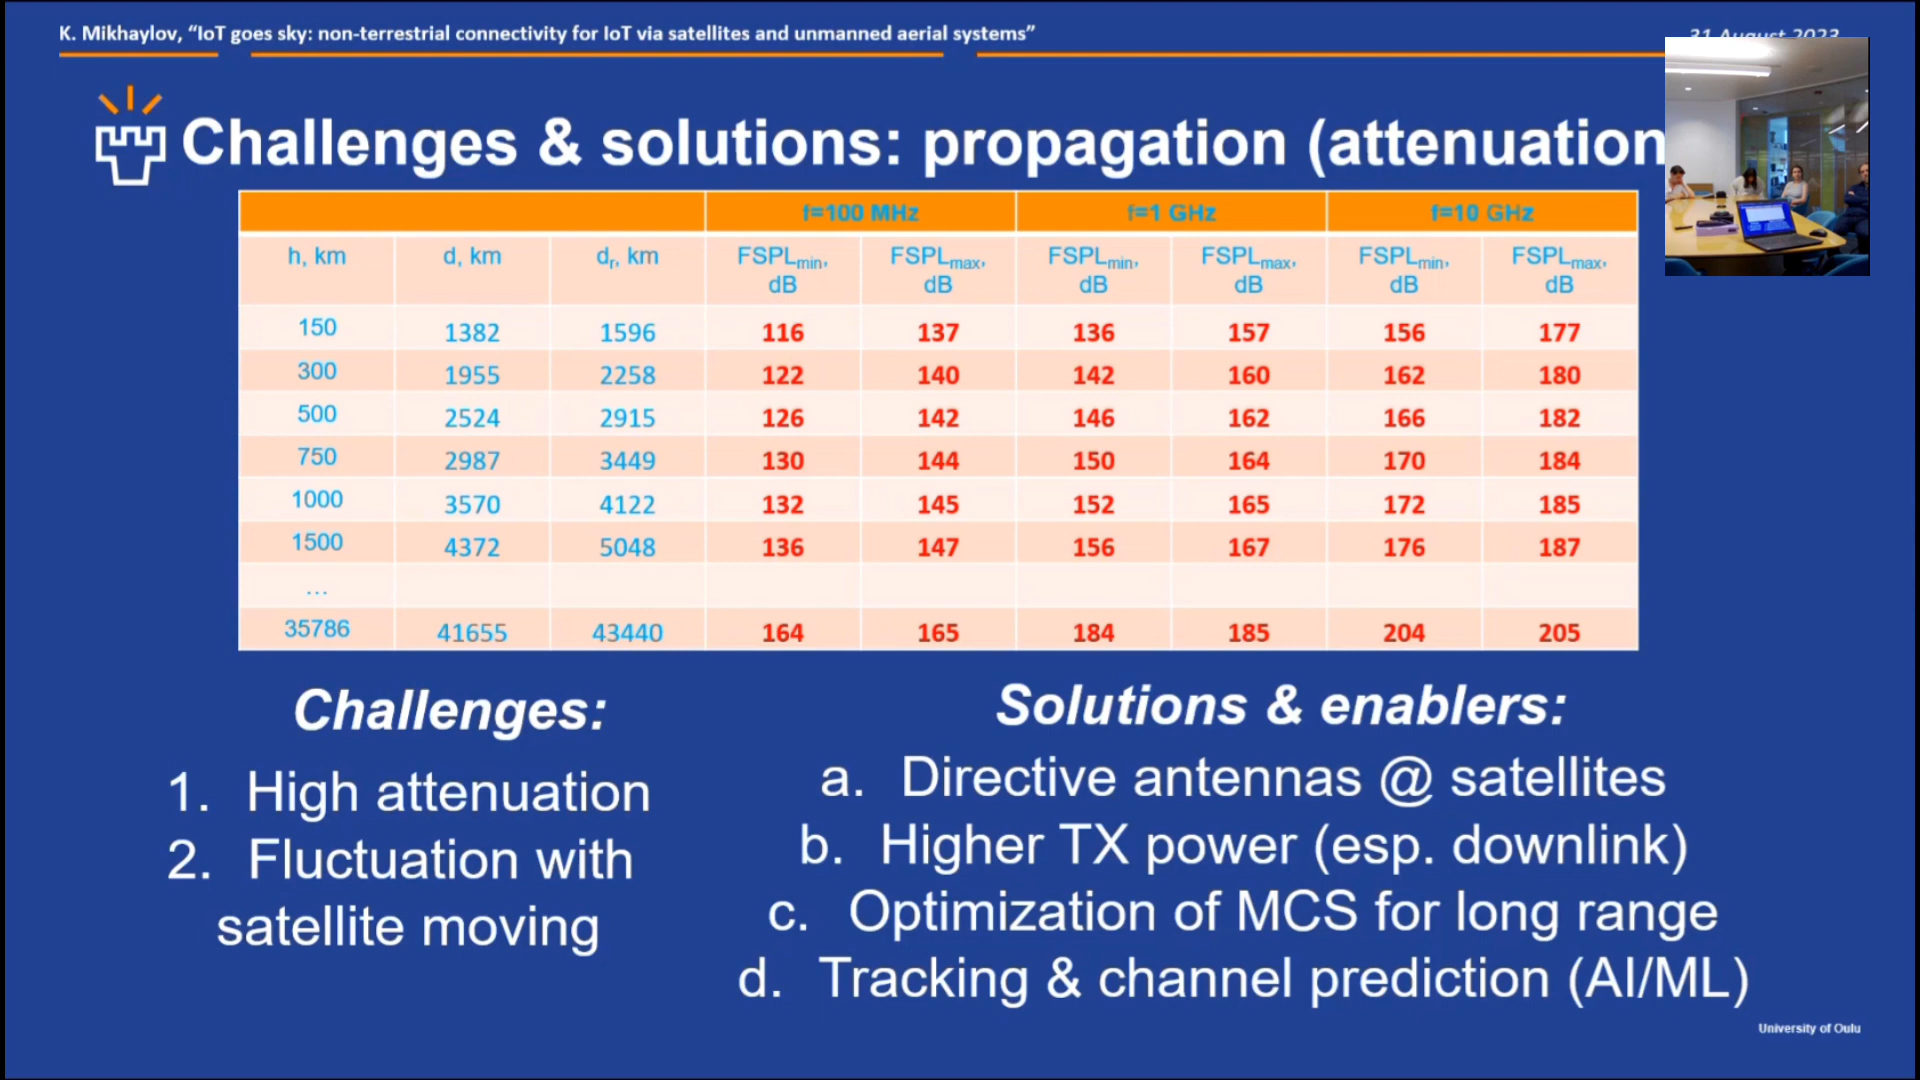 K. Mikhaylov, “IoT goes sky: non-terrestrial connectivity for IoT via satellites and unmanned aerial systems”
31 August 2023
Challenges & solutions: propagation (attenuation
f=100 MHz f=1 GHz f=10 GHz
h, km d, km dr, km FSPLmin, dB FSPLmax, dB FSPLmin, dB FSPLmax, dB FSPLmin, dB FSPLmax, dB
150 1382 1596 116 137 136 157 156 177
300 1955 2258 122 140 142 160 162 180
500 2524 2915 126 142 146 162 166 182
750 2987 3449 130 144 150 164 170 184
1000 3570 4122 132 145 152 165 172 185
1500 4372 5048 136 147 156 167 176 187
...
35786 41655 43440 164 165 184 185 204 205
Challenges:
1. High attenuation
2. Fluctuation with
satellite moving
Solutions & enablers:
a. Directive antennas @ satellites
b. Higher TX power (esp. downlink)
c. Optimization of MCS for long range
d. Tracking & channel prediction (AI/ML)
University of Oulu